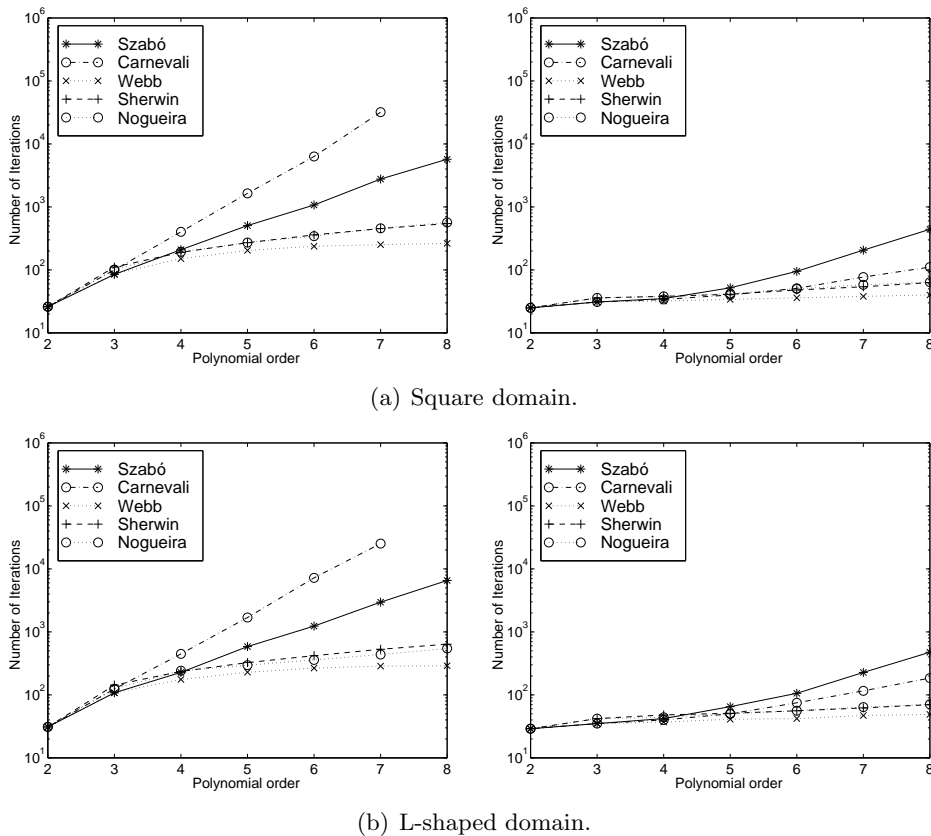 10^6
10^5
10^4
10^3
10^2
10^1
Number of Iterations
Szabó
Carnevali
Webb
Sherwin
Nogueira
2 3 4 5 6 7 8
Polynomial order
10^6
10^5
10^4
10^3
10^2
10^1
Number of Iterations
Szabó
Carnevali
Webb
Sherwin
Nogueira
2 3 4 5 6 7 8
Polynomial order
(a) Square domain.
10^6
10^5
10^4
10^3
10^2
10^1
Number of Iterations
Szabó
Carnevali
Webb
Sherwin
Nogueira
2 3 4 5 6 7 8
Polynomial order
10^6
10^5
10^4
10^3
10^2
10^1
Number of Iterations
Szabó
Carnevali
Webb
Sherwin
Nogueira
2 3 4 5 6 7 8
Polynomial order
(b) L-shaped domain.